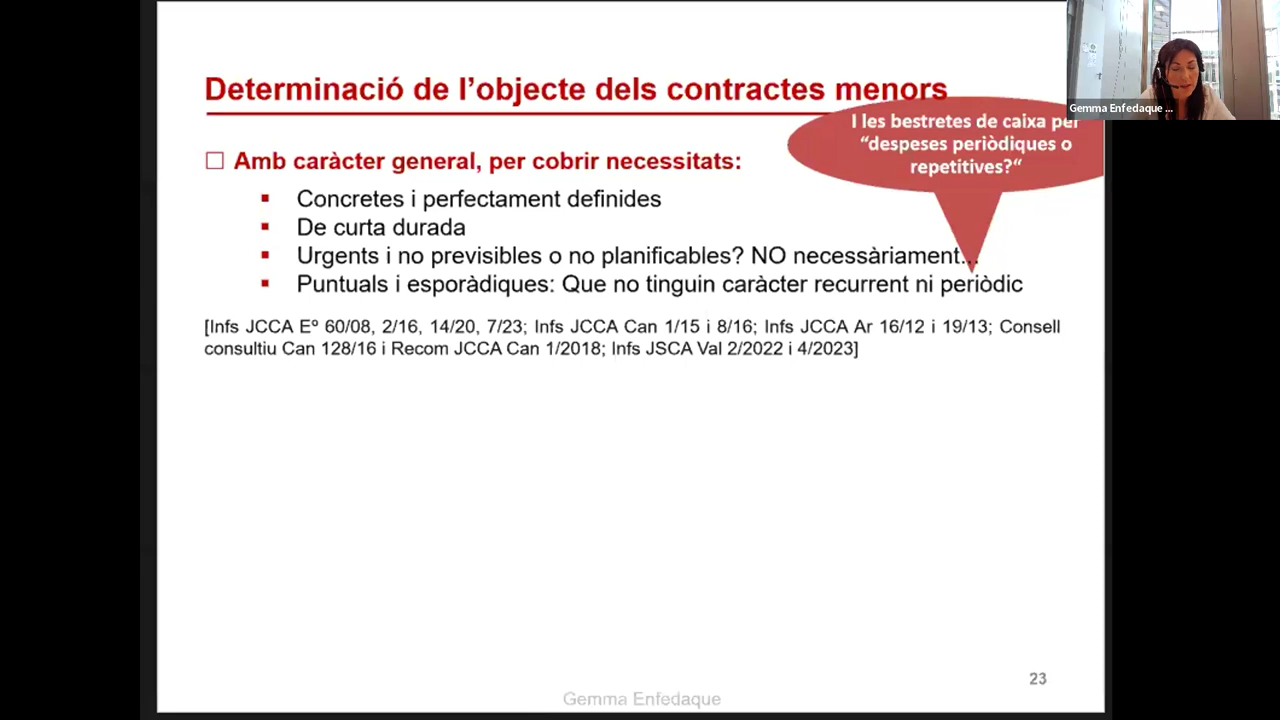 Determinació de l’objecte dels contractes menors
Gemma Enfedaque ...
I les bestretes de caixa per
“despeses periòdiques o
repetitives?“
☐ Amb caràcter general, per cobrir necessitats:
▪ Concretes i perfectament definides
▪ De curta durada
▪ Urgents i no previsibles o no planificables? NO necessàriament...
▪ Puntuals i esporàdiques: Que no tinguin caràcter recurrent ni periòdic
[Infs JCCA Eº 60/08, 2/16, 14/20, 7/23; Infs JCCA Can 1/15 i 8/16; Infs JCCA Ar 16/12 i 19/13; Consell
consultiu Can 128/16 i Recom JCCA Can 1/2018; Infs JSCA Val 2/2022 i 4/2023]
23
Gemma Enfedaque